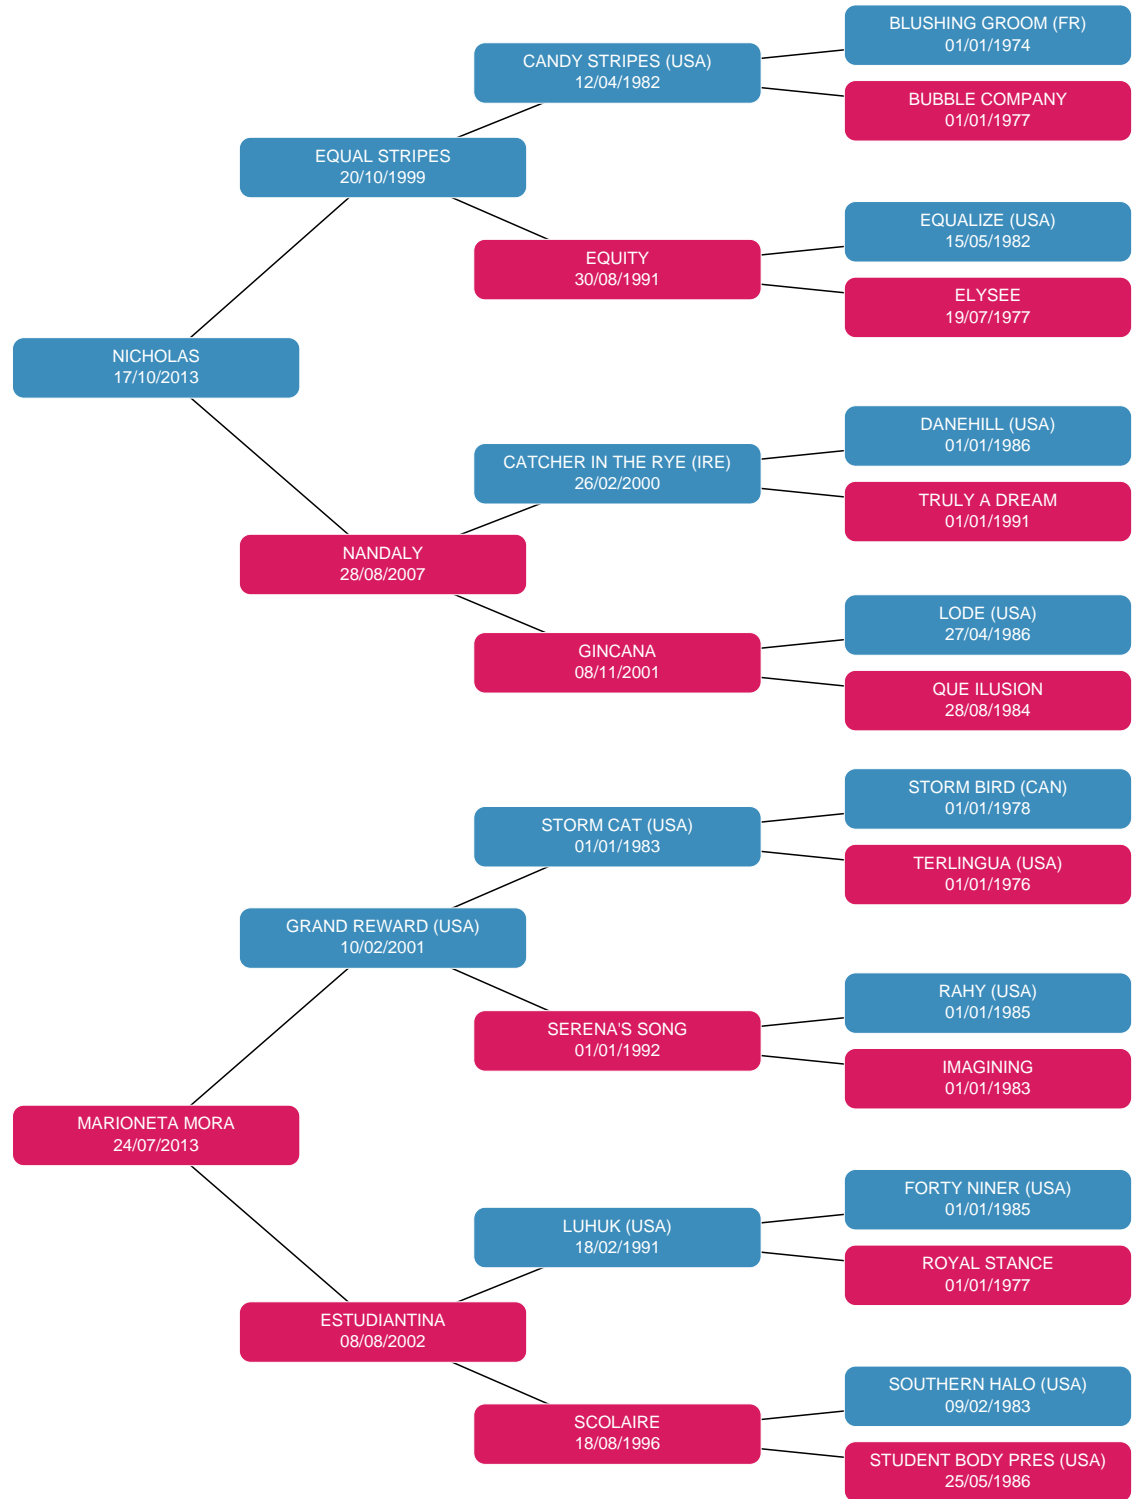 BLUSHING GROOM (FR)
01/01/1974
CANDY STRIPES (USA)
12/04/1982
BUBBLE COMPANY
01/01/1977
EQUAL STRIPES
20/10/1999
EQUALIZE (USA)
15/05/1982
EQUITY
30/08/1991
ELYSEE
19/07/1977
NICHOLAS
17/10/2013
DANEHILL (USA)
01/01/1986
CATCHER IN THE RYE (IRE)
26/02/2000
TRULY A DREAM
01/01/1991
NANDALY
28/08/2007
LODE (USA)
27/04/1986
GINCANA
08/11/2001
QUE ILUSION
28/08/1984
STORM BIRD (CAN)
01/01/1978
STORM CAT (USA)
01/01/1983
TERLINGUA (USA)
01/01/1976
GRAND REWARD (USA)
10/02/2001
RAHY (USA)
01/01/1985
SERENA'S SONG
01/01/1992
IMAGINING
01/01/1983
MARIONETA MORA
24/07/2013
FORTY NINER (USA)
01/01/1985
LUHUK (USA)
18/02/1991
ROYAL STANCE
01/01/1977
ESTUDIANTINA
08/08/2002
SOUTHERN HALO (USA)
09/02/1983
SCOLAIRE
18/08/1996
STUDENT BODY PRES (USA)
25/05/1986